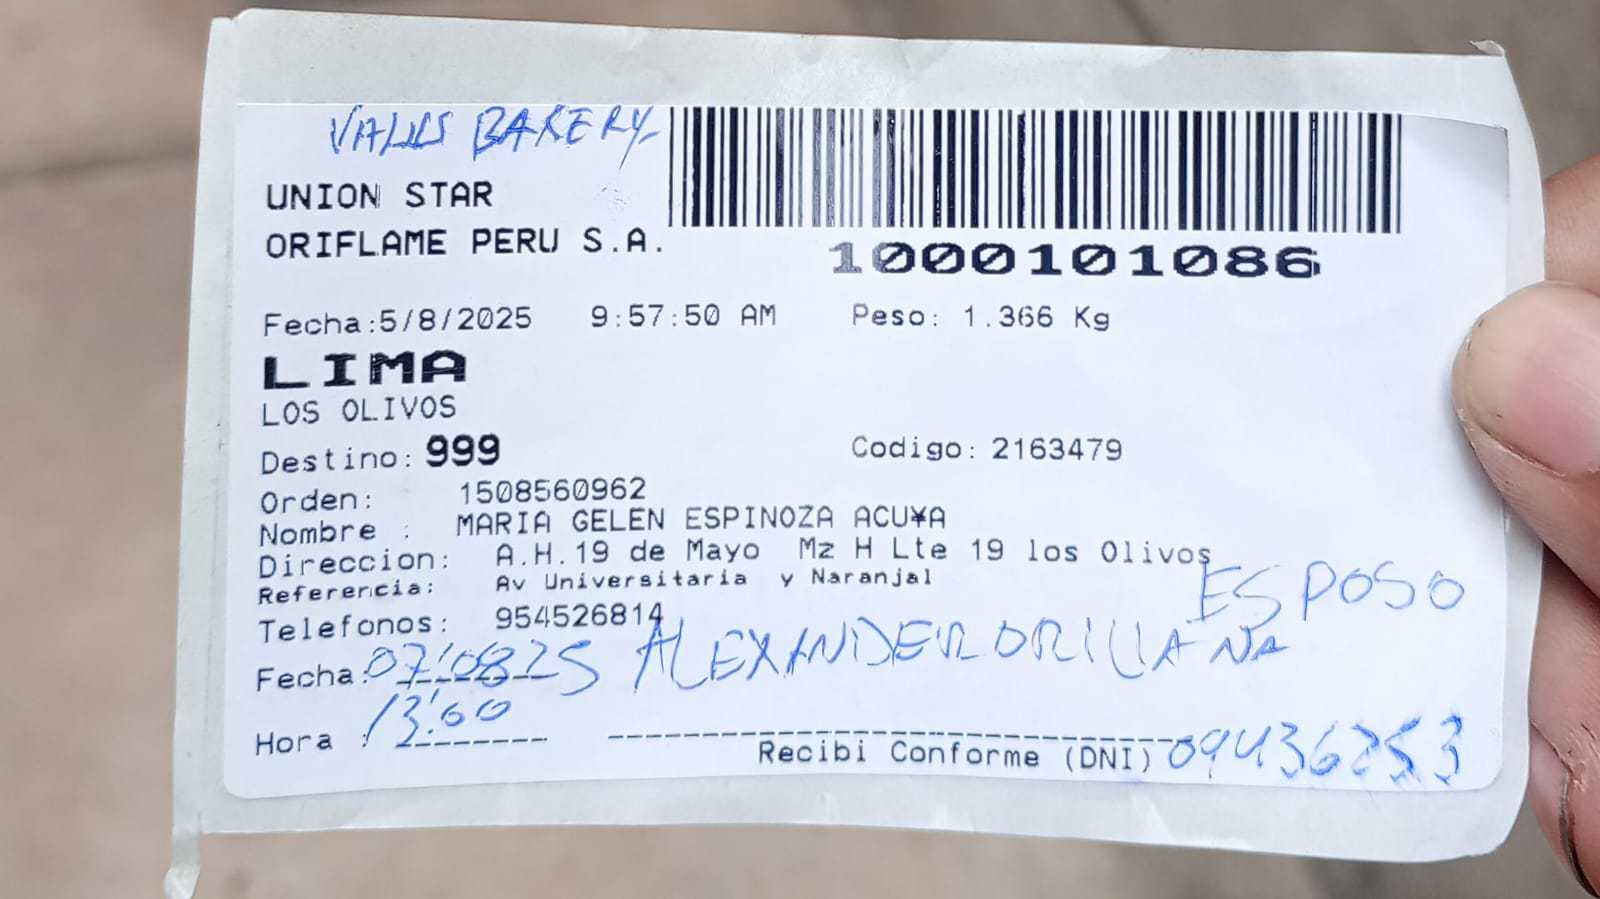 VALUS BAKERY
UNION STAR
ORIFLAME PERU S.A.
1000101086
Fecha:5/8/2025 9:57:50 AM Peso: 1.366 Kg
LIMA
LOS OLIVOS
Destino: 999 Codigo: 2163479
Orden: 1508560962
Nombre : MARIA GELEN ESPINOZA ACU¥A
Direccion: A.H.19 de Mayo Mz H Lte 19 los Olivos
Referencia: Av Universitaria y Naranjal
ESPOSO
Telefonos: 954526814
Fecha: 07'0825 ALEXANDER ORILLANA
Hora : 13'00
Recibi Conforme (DNI) 09436253